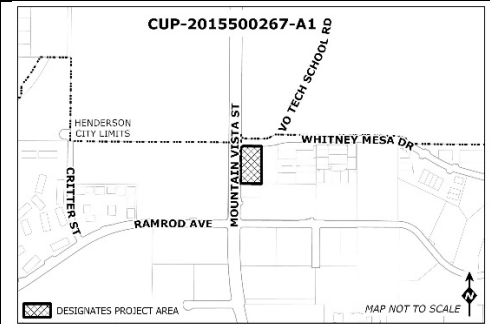 CUP-2015500267-A1
VO TECH SCHOOL RD
MOUNTAIN VISTA ST
HENDERSON
CITY LIMITS
WHITNEY MESA DR
CRITTER ST
RAMROD AVE
DESIGNATES PROJECT AREA
MAP NOT TO SCALE
N